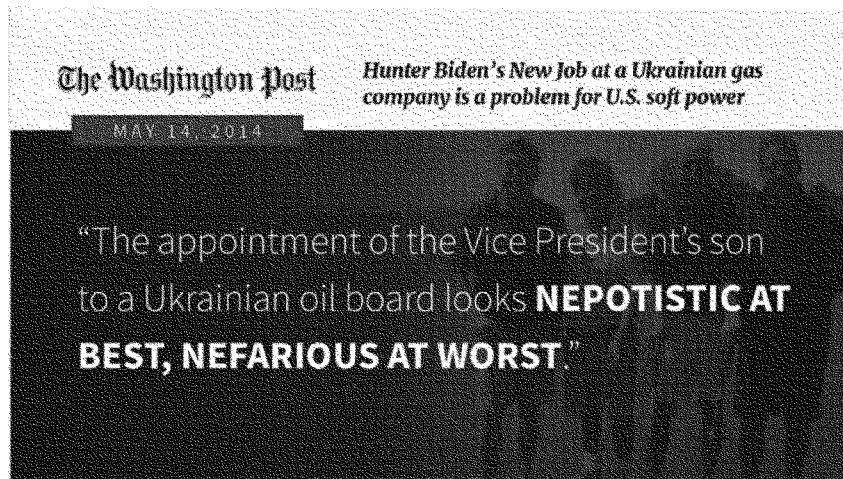 The Washington Post
MAY 14, 2014
Hunter Biden's New Job at a Ukrainian gas
company is a problem for U.S. soft power
“The appointment of the Vice President's son
to a Ukrainian oil board looks NEPOTISTIC AT
BEST, NEFARIOUS AT WORST.”